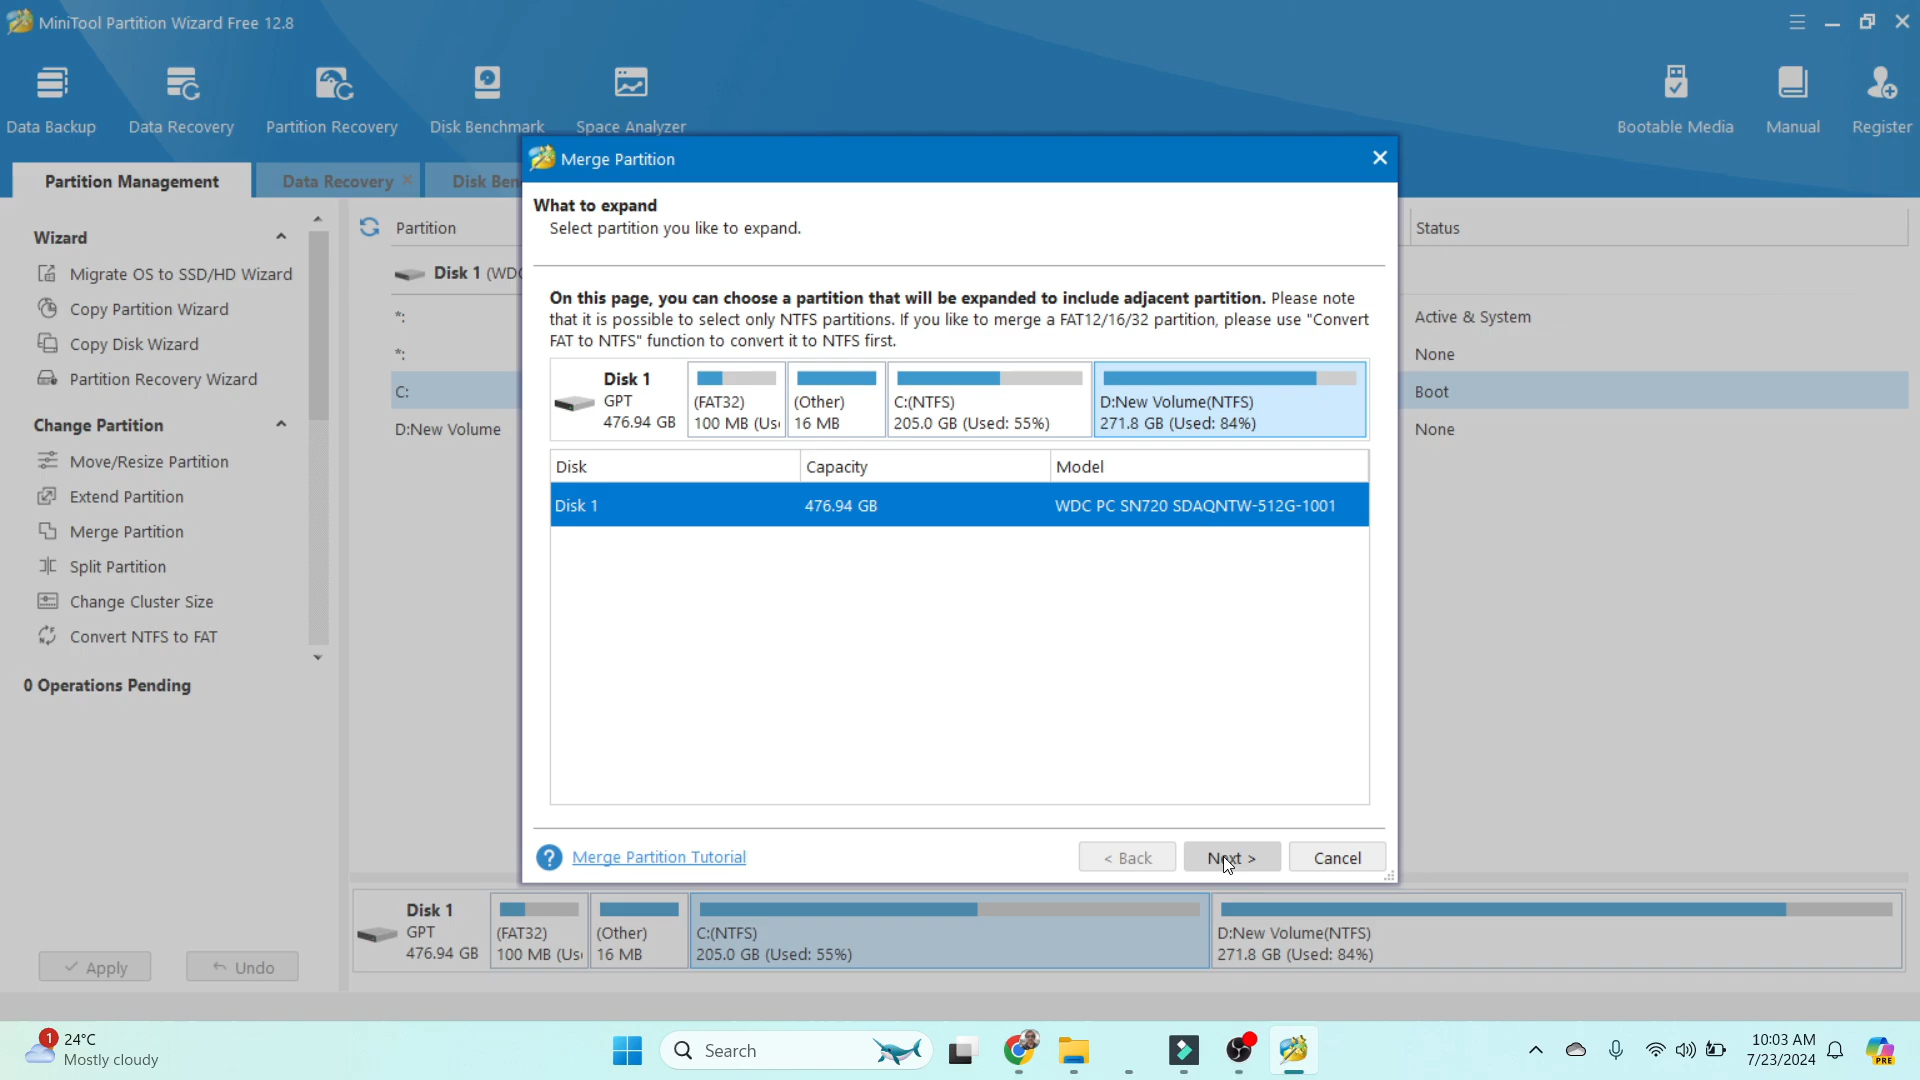 MiniTool Partition Wizard Free 12.8
Data Backup
Data Recovery
Partition Recovery
Disk Benchmark
Space Analyzer
Bootable Media
Manual
Register
Partition Management
Data Recovery
Disk Ben
Merge Partition
Wizard
Migrate OS to SSD/HD Wizard
Copy Partition Wizard
Copy Disk Wizard
Partition Recovery Wizard
Change Partition
Move/Resize Partition
Extend Partition
Merge Partition
Split Partition
Change Cluster Size
Convert NTFS to FAT
0 Operations Pending
Apply
Undo
Partition
Status
Disk 1 (WDC
*:
Active & System
*:
None
C:
Boot
D:New Volume
None
What to expand
Select partition you like to expand.
On this page, you can choose a partition that will be expanded to include adjacent partition. Please note
that it is possible to select only NTFS partitions. If you like to merge a FAT12/16/32 partition, please use "Convert
FAT to NTFS" function to convert it to NTFS first.
Disk 1
GPT
476.94 GB
(FAT32)
100 MB (Us
(Other)
16 MB
C:(NTFS)
205.0 GB (Used: 55%)
D:New Volume(NTFS)
271.8 GB (Used: 84%)
Disk Capacity Model
Disk 1 476.94 GB WDC PC SN720 SDAQNTW-512G-1001
? Merge Partition Tutorial
< Back
Next >
Cancel
Disk 1
GPT
476.94 GB
(FAT32)
100 MB (Us
(Other)
16 MB
C:(NTFS)
205.0 GB (Used: 55%)
D:New Volume(NTFS)
271.8 GB (Used: 84%)
1
24°C
Mostly cloudy
Search
10:03 AM
7/23/2024
PRE